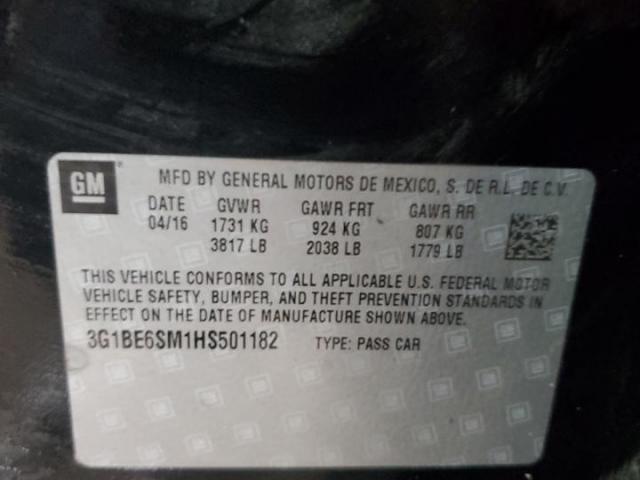 GM
MFD BY GENERAL MOTORS DE MEXICO, S. DE R.L. DE C.V.
DATE GVWR GAWR FRT GAWR RR
04/16 1731 KG 924 KG 807 KG
3817 LB 2038 LB 1779 LB
THIS VEHICLE CONFORMS TO ALL APPLICABLE U.S. FEDERAL MOTOR
VEHICLE SAFETY, BUMPER, AND THEFT PREVENTION STANDARDS IN
EFFECT ON THE DATE OF MANUFACTURE SHOWN ABOVE.
3G1BE6SM1HS501182 TYPE: PASS CAR